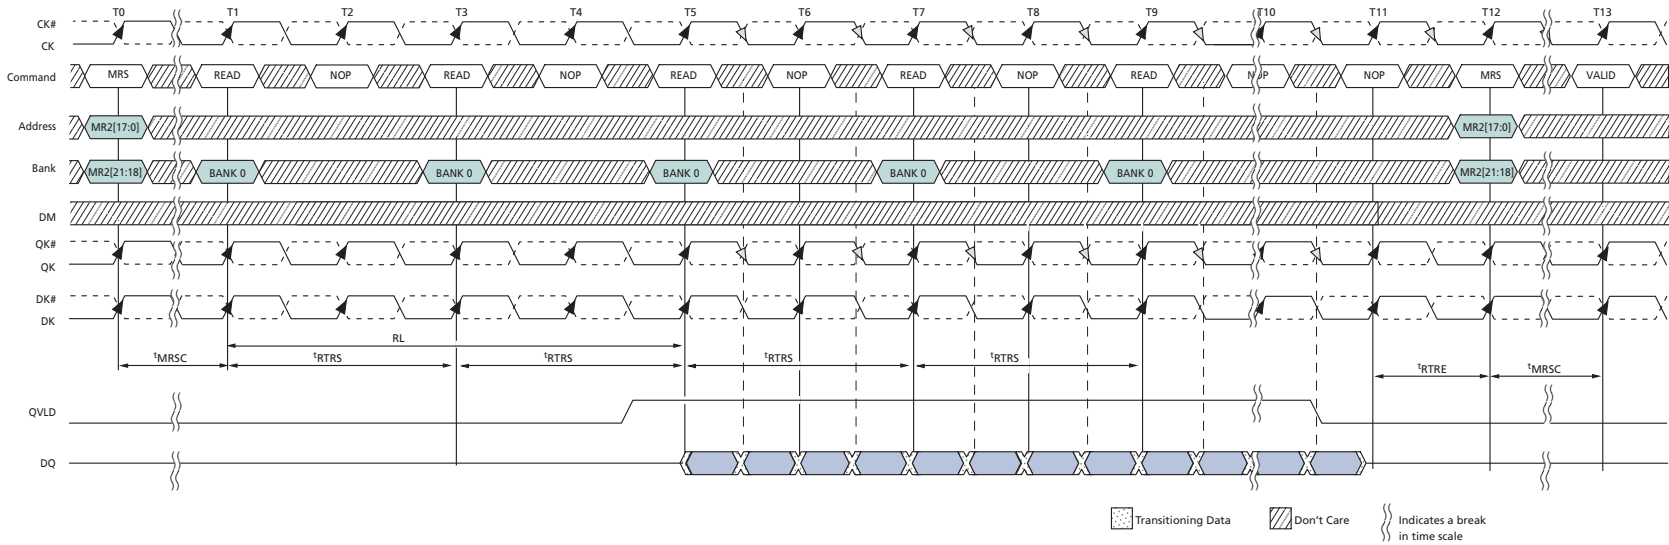 T0 T1 T2 T3 T4 T5 T6 T7 T8 T9 T10 T11 T12 T13
CK#
CK
Command MRS READ NOP READ NOP READ NOP READ NOP READ NOP NOP MRS VALID
Address MR2[17:0] MR2[17:0]
Bank MR2[21:18] BANK 0 BANK 0 BANK 0 BANK 0 BANK 0 MR2[21:18]
DM
QK#
QK
DK#
DK
RL
tMRSC tRTRS tRTRS tRTRS tRTRS tRTRE tMRSC
QVLD
DQ
Transitioning Data Don't Care Indicates a break
in time scale